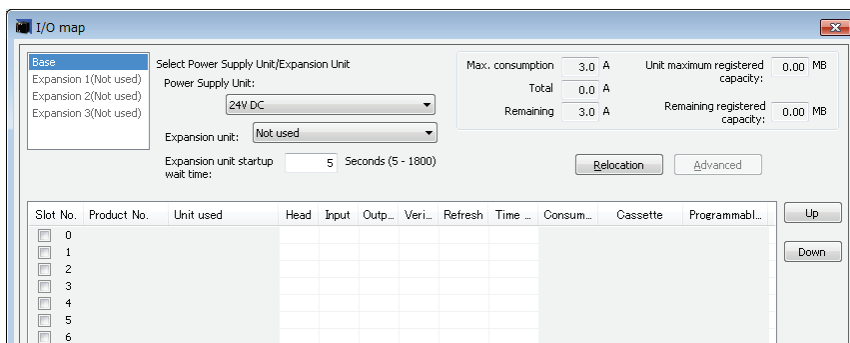 I/O map
Base
Expansion 1(Not used)
Expansion 2(Not used)
Expansion 3(Not used)
Select Power Supply Unit/Expansion Unit
Power Supply Unit:
24V DC
Expansion unit: Not used
Expansion unit startup wait time: 5 Seconds (5 - 1800)
Max. consumption 3.0 A
Total 0.0 A
Remaining 3.0 A
Unit maximum registered capacity: 0.00 MB
Remaining registered capacity: 0.00 MB
Relocation Advanced
Slot No. Product No. Unit used Head Input Outp... Veri... Refresh Time ... Consum... Cassette Programmabl...
0
1
2
3
4
5
6
Up
Down